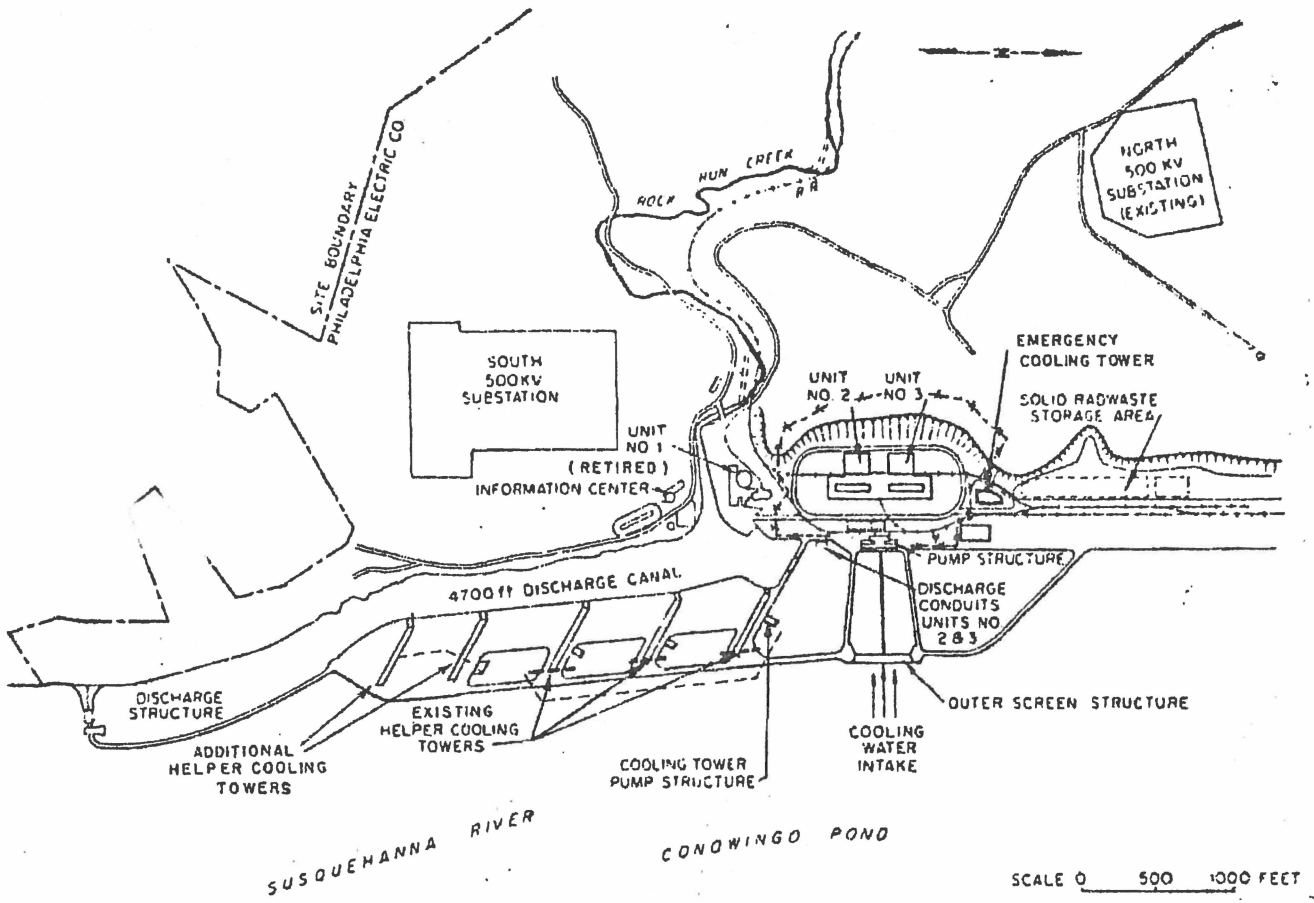 N
SITE BOUNDARY
PHILADELPHIA ELECTRIC CO.
ROCK RUN CREEK
R R
NORTH
500 KV
SUBSTATION
(EXISTING)
SOUTH
500KV
SUBSTATION
EMERGENCY
COOLING TOWER
UNIT
NO. 2
UNIT
NO. 3
SOLID RADWASTE
STORAGE AREA
UNIT
NO 1
(RETIRED)
INFORMATION CENTER
PUMP STRUCTURE
4700 ft DISCHARGE CANAL
DISCHARGE
CONDUITS
UNITS NO.
2 & 3
DISCHARGE
STRUCTURE
OUTER SCREEN STRUCTURE
EXISTING
HELPER COOLING
TOWERS
ADDITIONAL
HELPER COOLING
TOWERS
COOLING TOWER
PUMP STRUCTURE
COOLING
WATER
INTAKE
SUSQUEHANNA RIVER
CONOWINGO POND
SCALE 0 500 1000 FEET